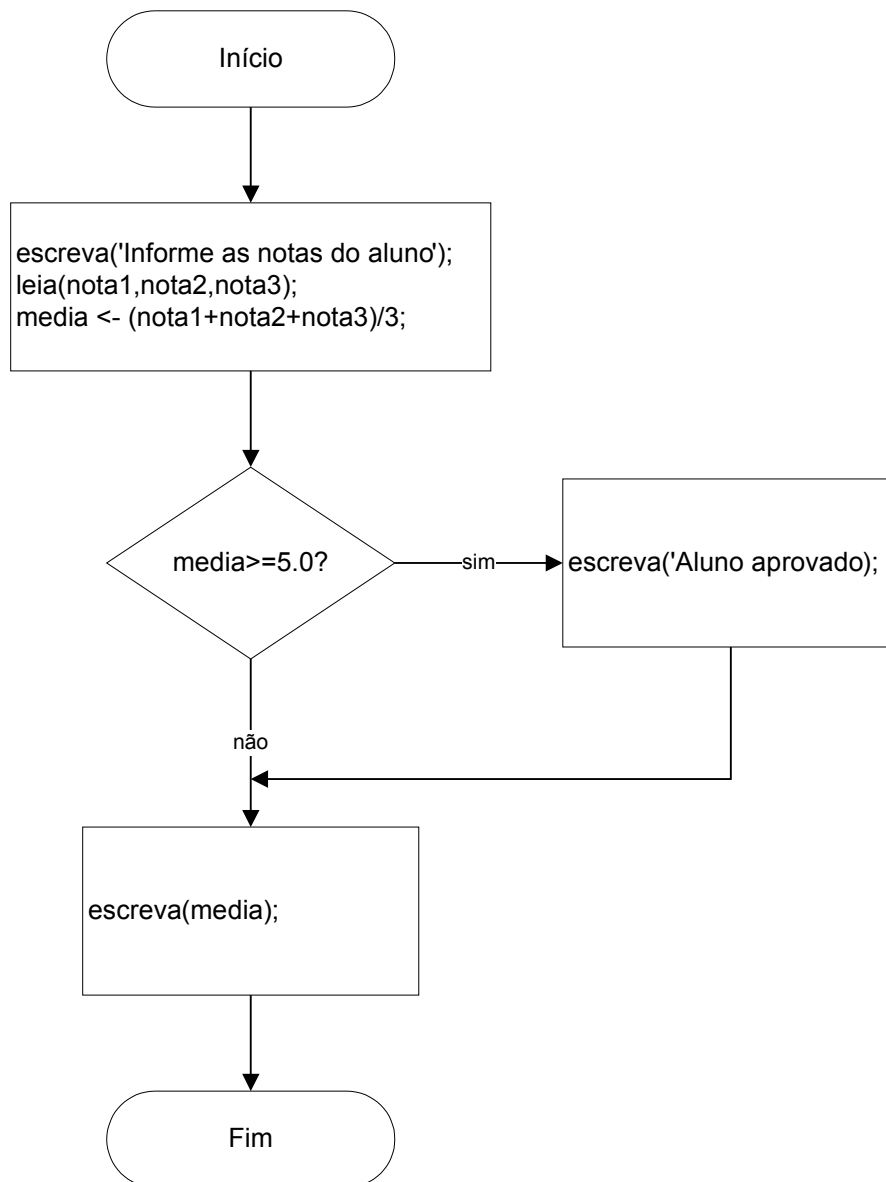 Início
escreva('Informe as notas do aluno');
leia(nota1,nota2,nota3);
media <- (nota1+nota2+nota3)/3;
media>=5.0?
sim
escreva('Aluno aprovado);
não
escreva(media);
Fim